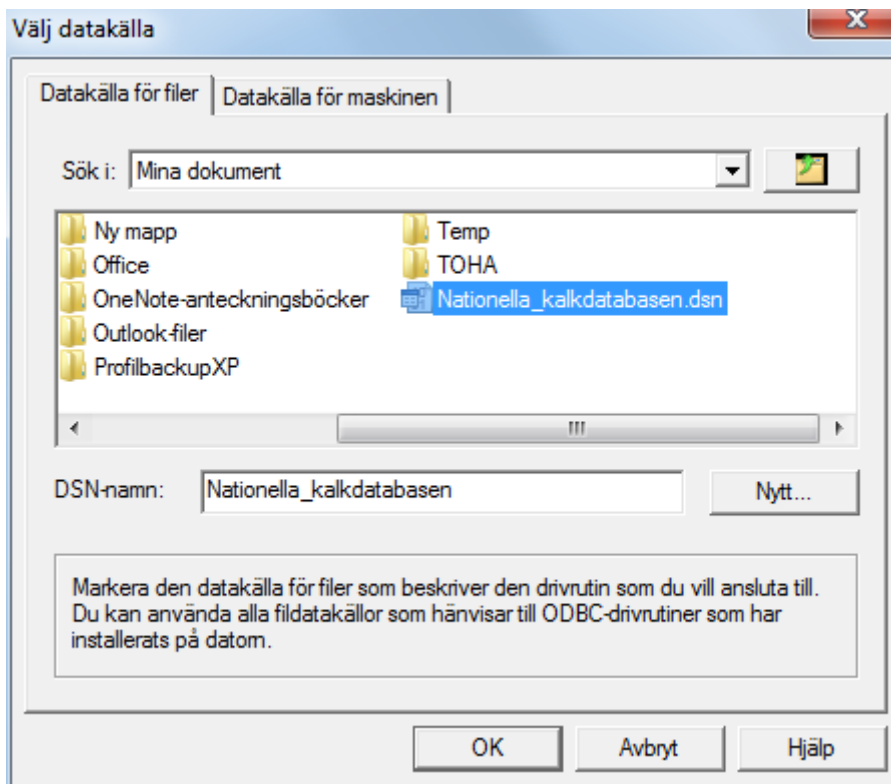 Välj datakälla
Datakälla för filer
Datakälla för maskinen
Sök i: Mina dokument
Ny mapp
Office
OneNote-anteckningsböcker
Outlook-filer
ProfilbackupXP
Temp
TOHA
Nationella_kalkdatabasen.dsn
DSN-namn: Nationella_kalkdatabasen
Nytt...
Markera den datakälla för filer som beskriver den drivrutin som du vill ansluta till.
Du kan använda alla fildatakällor som hänvisar till ODBC-drivrutiner som har
installerats på datorn.
OK
Avbryt
Hjälp